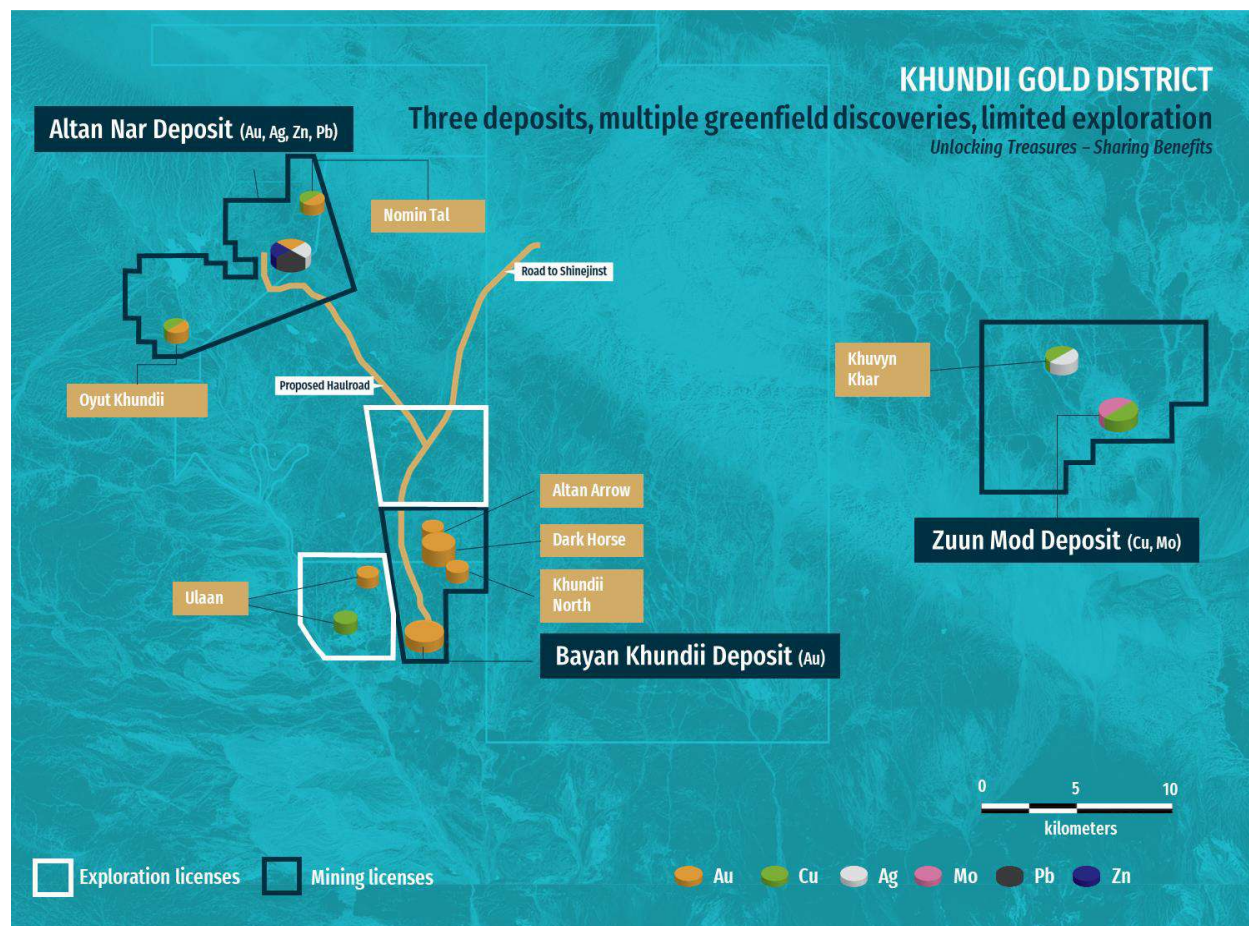 KHUNDII GOLD DISTRICT
Three deposits, multiple greenfield discoveries, limited exploration
Unlocking Treasures – Sharing Benefits
Altan Nar Deposit (Au, Ag, Zn, Pb)
Nomin Tal
Road to Shinejinst
Proposed Haulroad
Oyut Khundii
Khuvyn
Khar
Altan Arrow
Dark Horse
Khundii
North
Ulaan
Zuun Mod Deposit (Cu, Mo)
Bayan Khundii Deposit (Au)
0 5 10
kilometers
Exploration licenses
Mining licenses
Au Cu Ag Mo Pb Zn